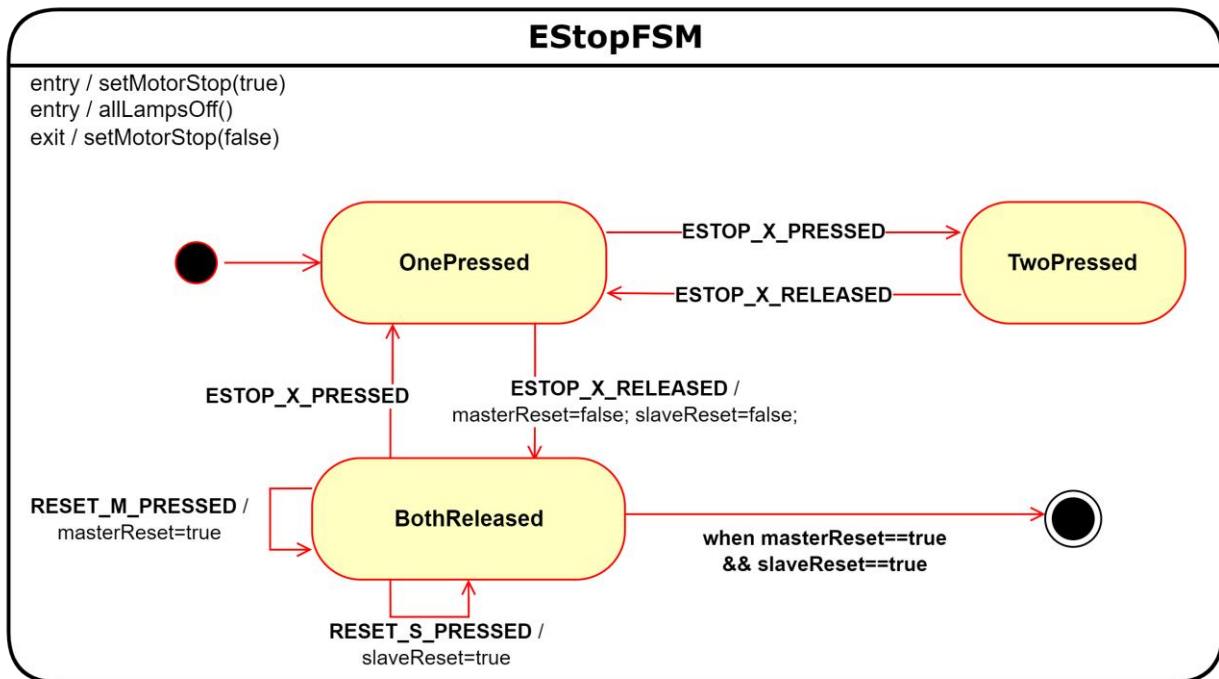 EStopFSM
entry / setMotorStop(true)
entry / allLampsOff()
exit / setMotorStop(false)
OnePressed
ESTOP_X_PRESSED
TwoPressed
ESTOP_X_RELEASED
ESTOP_X_PRESSED
ESTOP_X_RELEASED /
masterReset=false; slaveReset=false;
RESET_M_PRESSED /
masterReset=true
BothReleased
when masterReset==true
&& slaveReset==true
RESET_S_PRESSED /
slaveReset=true